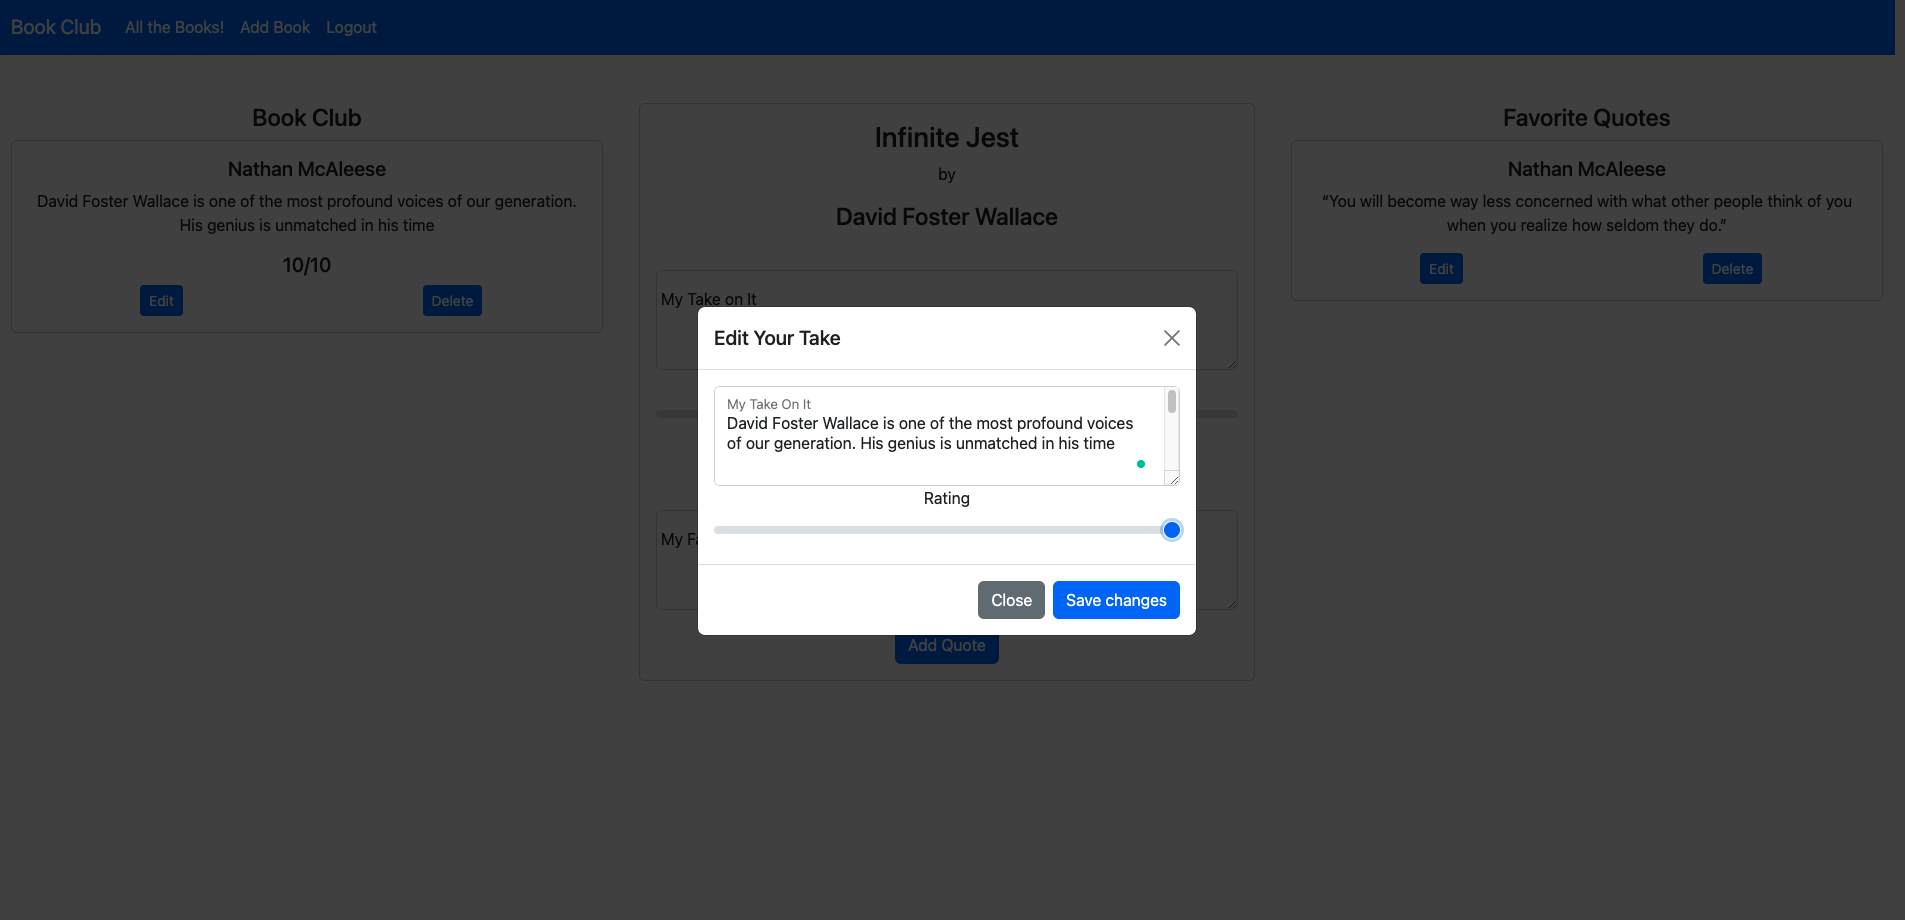 Book Club All the Books! Add Book Logout
Book Club
Nathan McAleese
David Foster Wallace is one of the most profound voices of our generation.
His genius is unmatched in his time
10/10
Edit Delete
Infinite Jest
by
David Foster Wallace
My Take on It
Edit Your Take
My Take On It
David Foster Wallace is one of the most profound voices
of our generation. His genius is unmatched in his time
Rating
Close Save changes
My Fa
Add Quote
Favorite Quotes
Nathan McAleese
“You will become way less concerned with what other people think of you
when you realize how seldom they do.”
Edit Delete